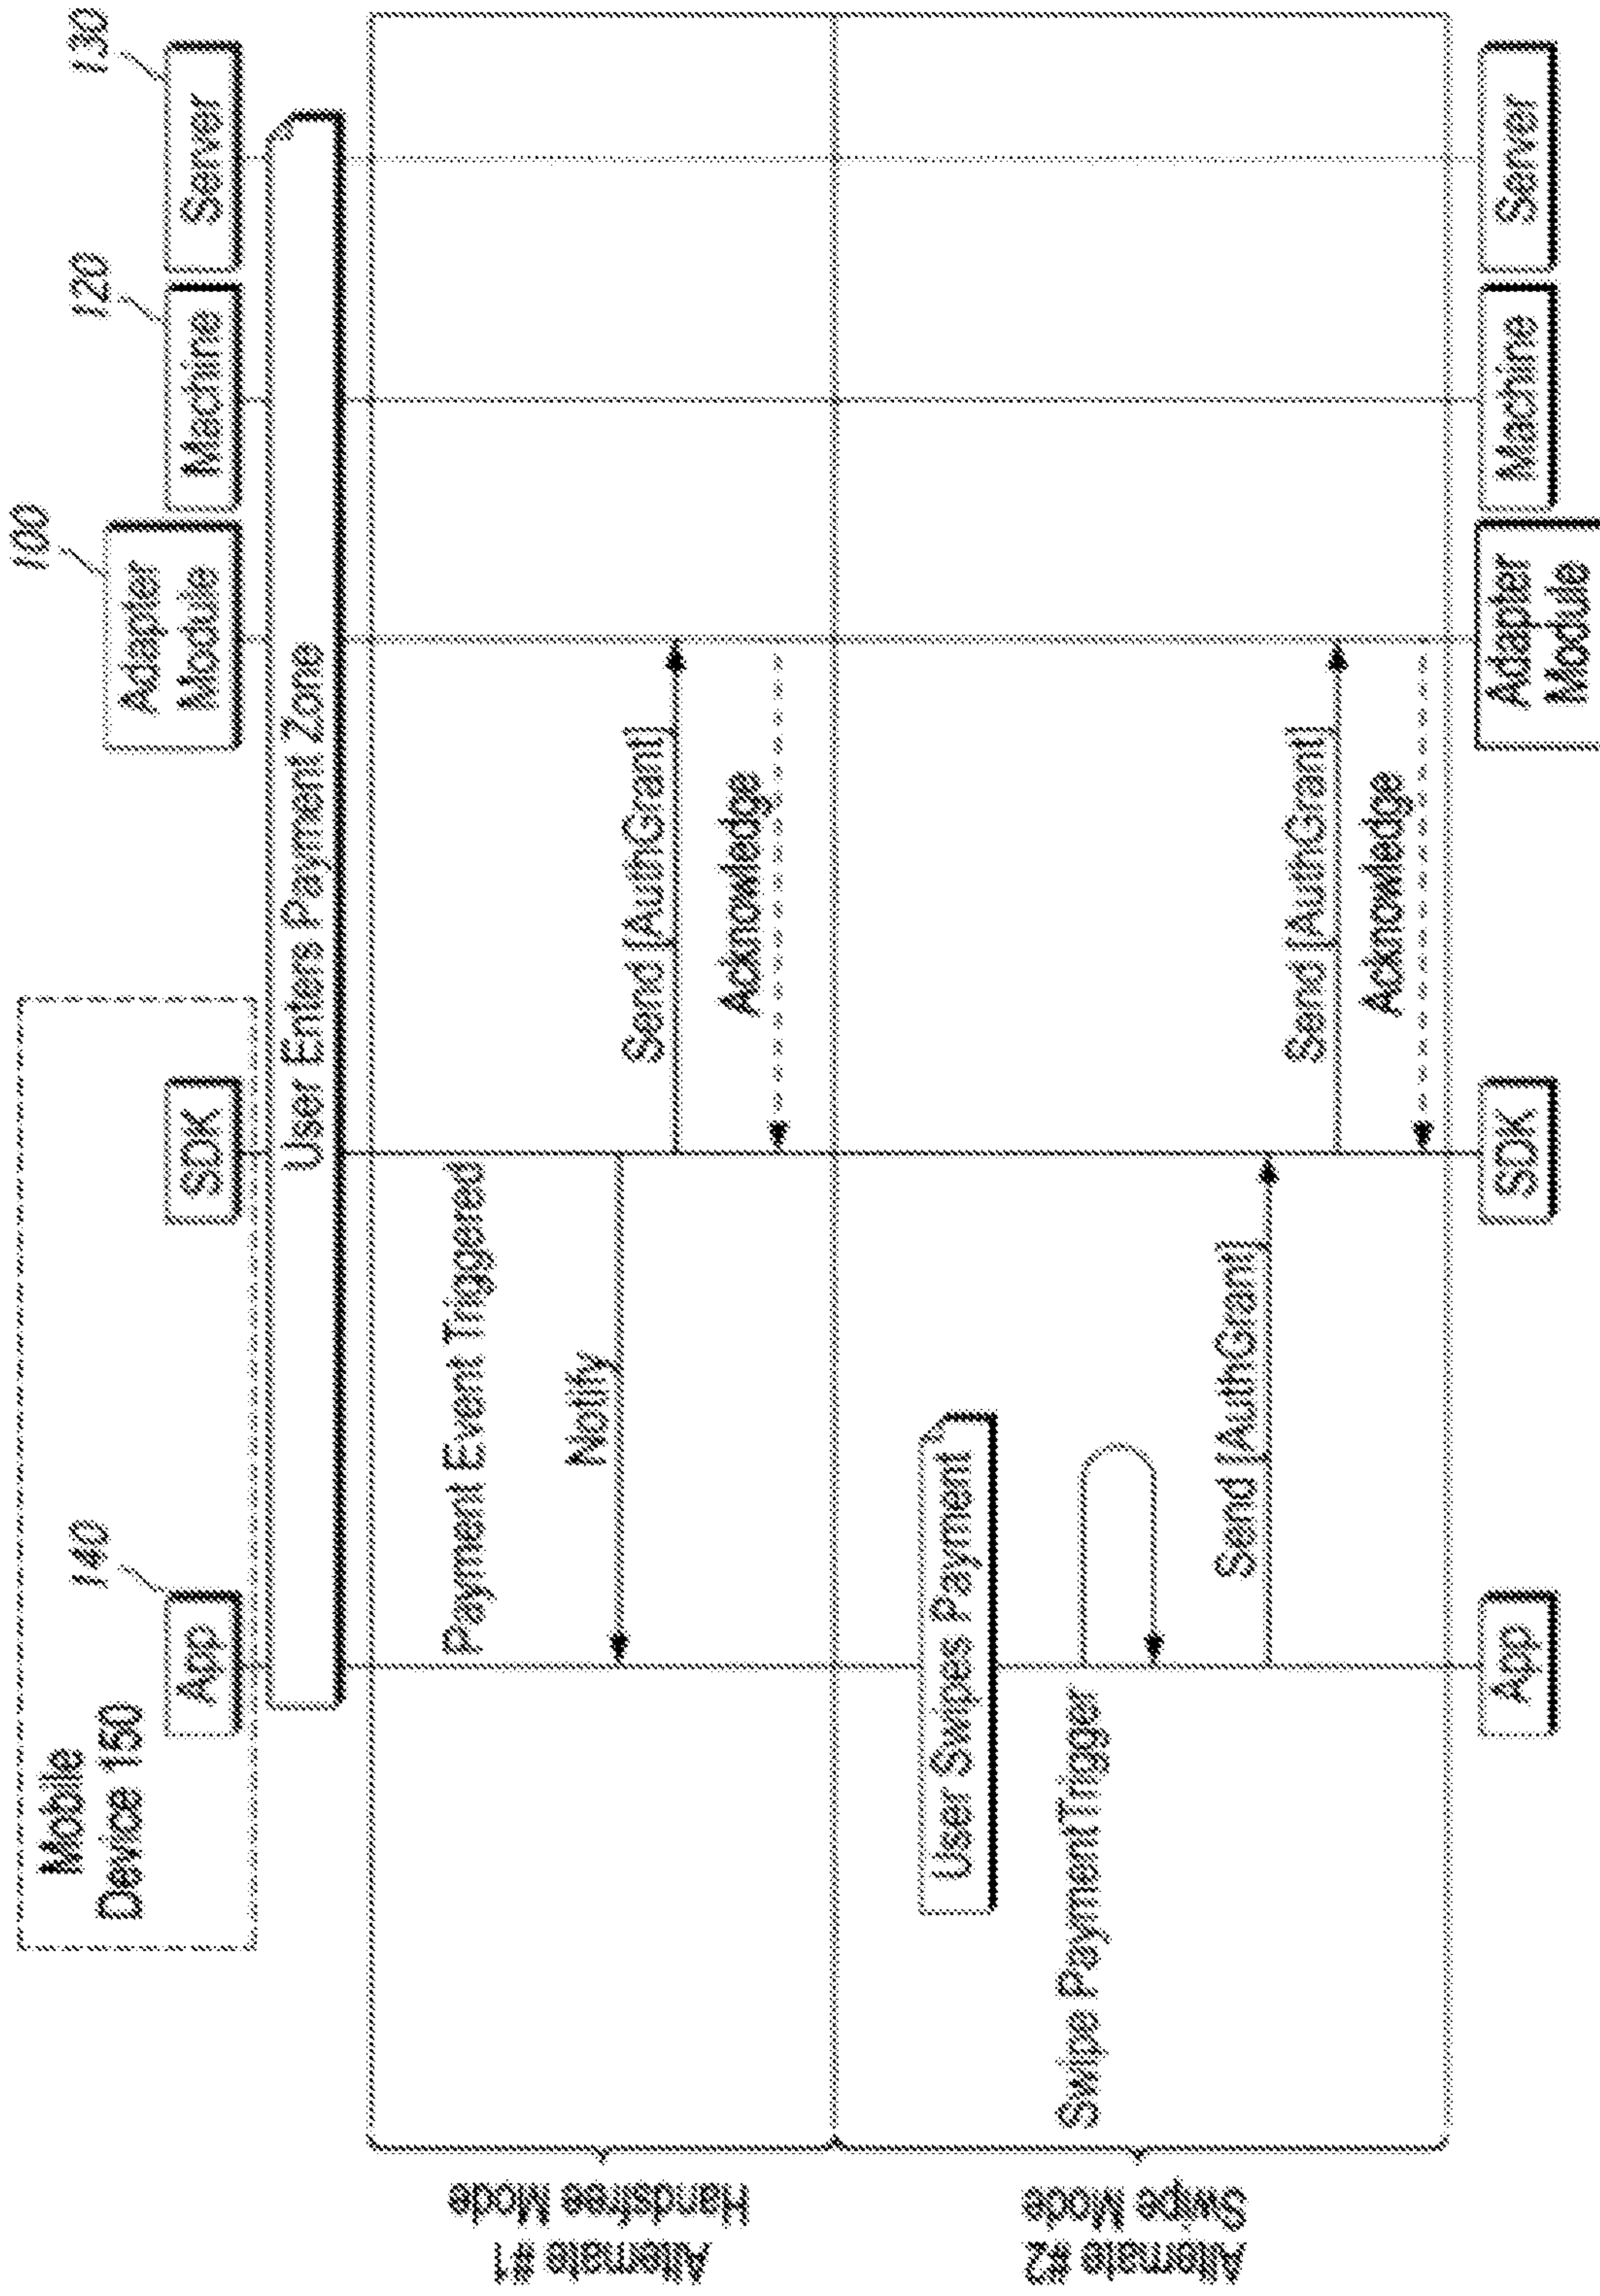 Mobile
Device 150
140
App
SDK
100
Adapter
Module
120
Machine
130
Server
User Enters Payment Zone
Alternate #1
Handsfree Mode
Payment Event Triggered
Notify
Send [AuthGrant]
Acknowledge
Alternate #2
Swipe Mode
User Swipes Payment
Swipe PaymentTrigger
Send [AuthGrant]
Send [AuthGrant]
Acknowledge
App
SDK
Adapter
Module
Machine
Server